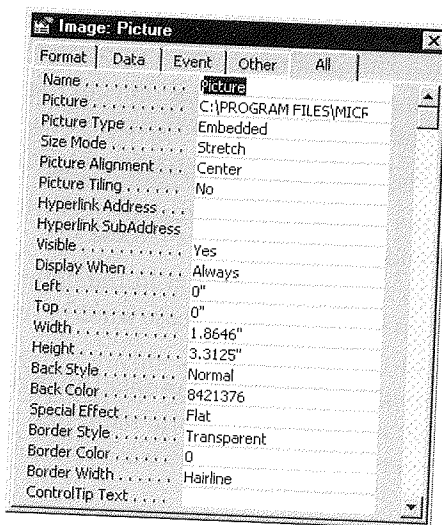 Image: Picture
Format Data Event Other All
Name . . . . . . . . . . . Picture
Picture . . . . . . . . . . C:\PROGRAM FILES\MICR
Picture Type . . . . . . . Embedded
Size Mode . . . . . . . . Stretch
Picture Alignment . . . Center
Picture Tiling . . . . . . No
Hyperlink Address . . .
Hyperlink SubAddress
Visible . . . . . . . . . . . Yes
Display When . . . . . . Always
Left . . . . . . . . . . . . . 0"
Top . . . . . . . . . . . . . 0"
Width . . . . . . . . . . . 1.8646"
Height . . . . . . . . . . . 3.3125"
Back Style . . . . . . . . Normal
Back Color . . . . . . . . 8421376
Special Effect . . . . . . Flat
Border Style . . . . . . . Transparent
Border Color . . . . . . . 0
Border Width . . . . . . Hairline
ControlTip Text . . . .